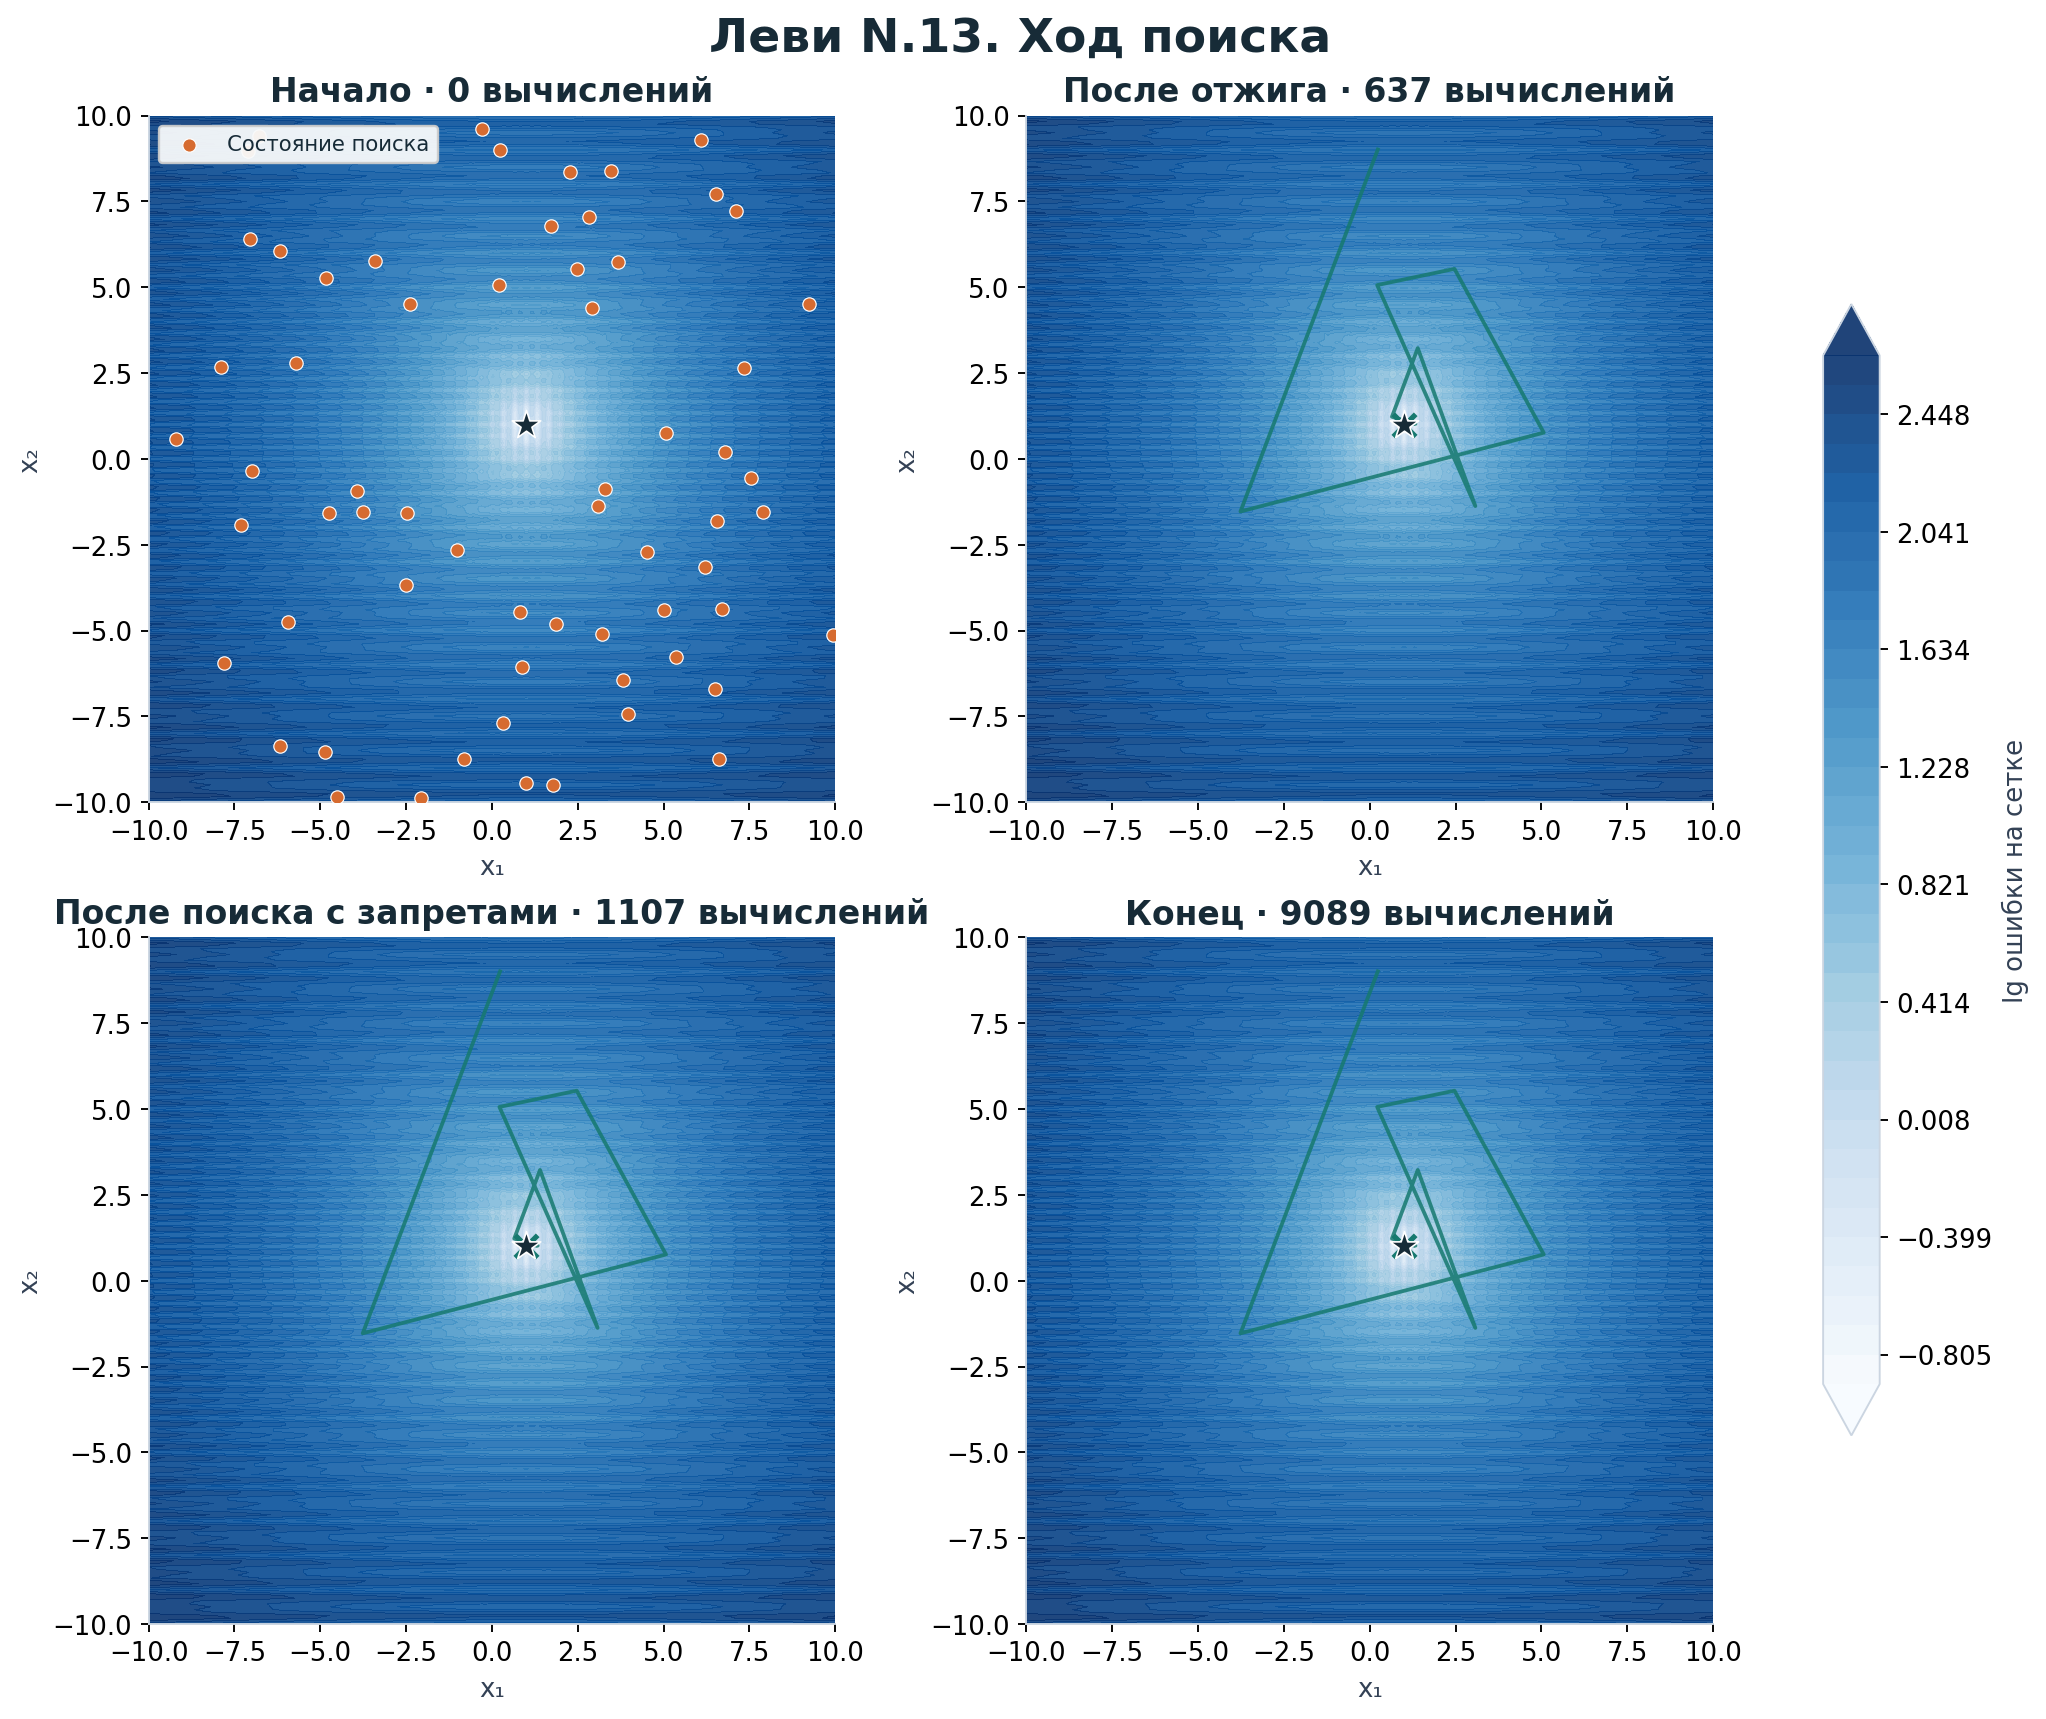 Леви N.13. Ход поиска
Начало · 0 вычислений
Состояние поиска
10.0
7.5
5.0
2.5
0.0
−2.5
−5.0
−7.5
−10.0
x₂
−10.0 −7.5 −5.0 −2.5 0.0 2.5 5.0 7.5 10.0
x₁
После отжига · 637 вычислений
10.0
7.5
5.0
2.5
0.0
−2.5
−5.0
−7.5
−10.0
x₂
−10.0 −7.5 −5.0 −2.5 0.0 2.5 5.0 7.5 10.0
x₁
После поиска с запретами · 1107 вычислений
10.0
7.5
5.0
2.5
0.0
−2.5
−5.0
−7.5
−10.0
x₂
−10.0 −7.5 −5.0 −2.5 0.0 2.5 5.0 7.5 10.0
x₁
Конец · 9089 вычислений
10.0
7.5
5.0
2.5
0.0
−2.5
−5.0
−7.5
−10.0
x₂
−10.0 −7.5 −5.0 −2.5 0.0 2.5 5.0 7.5 10.0
x₁
2.448
2.041
1.634
1.228
0.821
0.414
0.008
−0.399
−0.805
lg ошибки на сетке